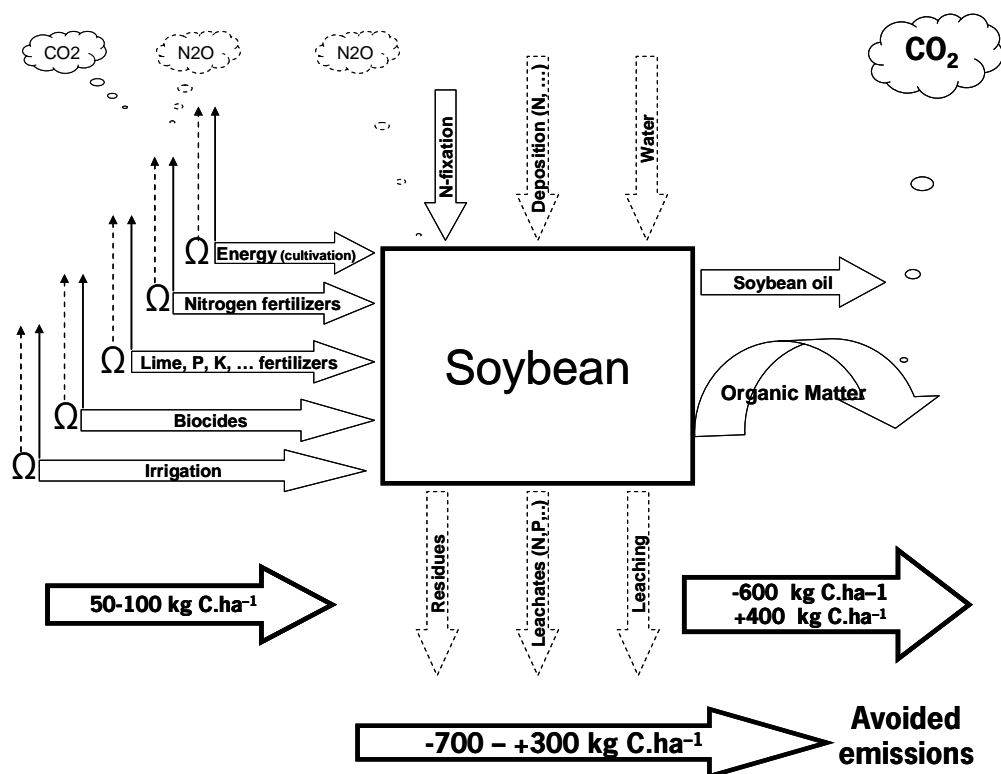 CO2
N2O
N2O
CO₂
N-fixation
Deposition (N, ...)
Water
Ω Energy (cultivation)
Ω Nitrogen fertilizers
Ω Lime, P, K, ... fertilizers
Ω Biocides
Ω Irrigation
Soybean
Soybean oil
Organic Matter
Residues
Leachates (N,P,..)
Leaching
50-100 kg C.ha⁻¹
-600 kg C.ha–1
+400 kg C.ha⁻¹
-700 – +300 kg C.ha⁻¹
Avoided
emissions